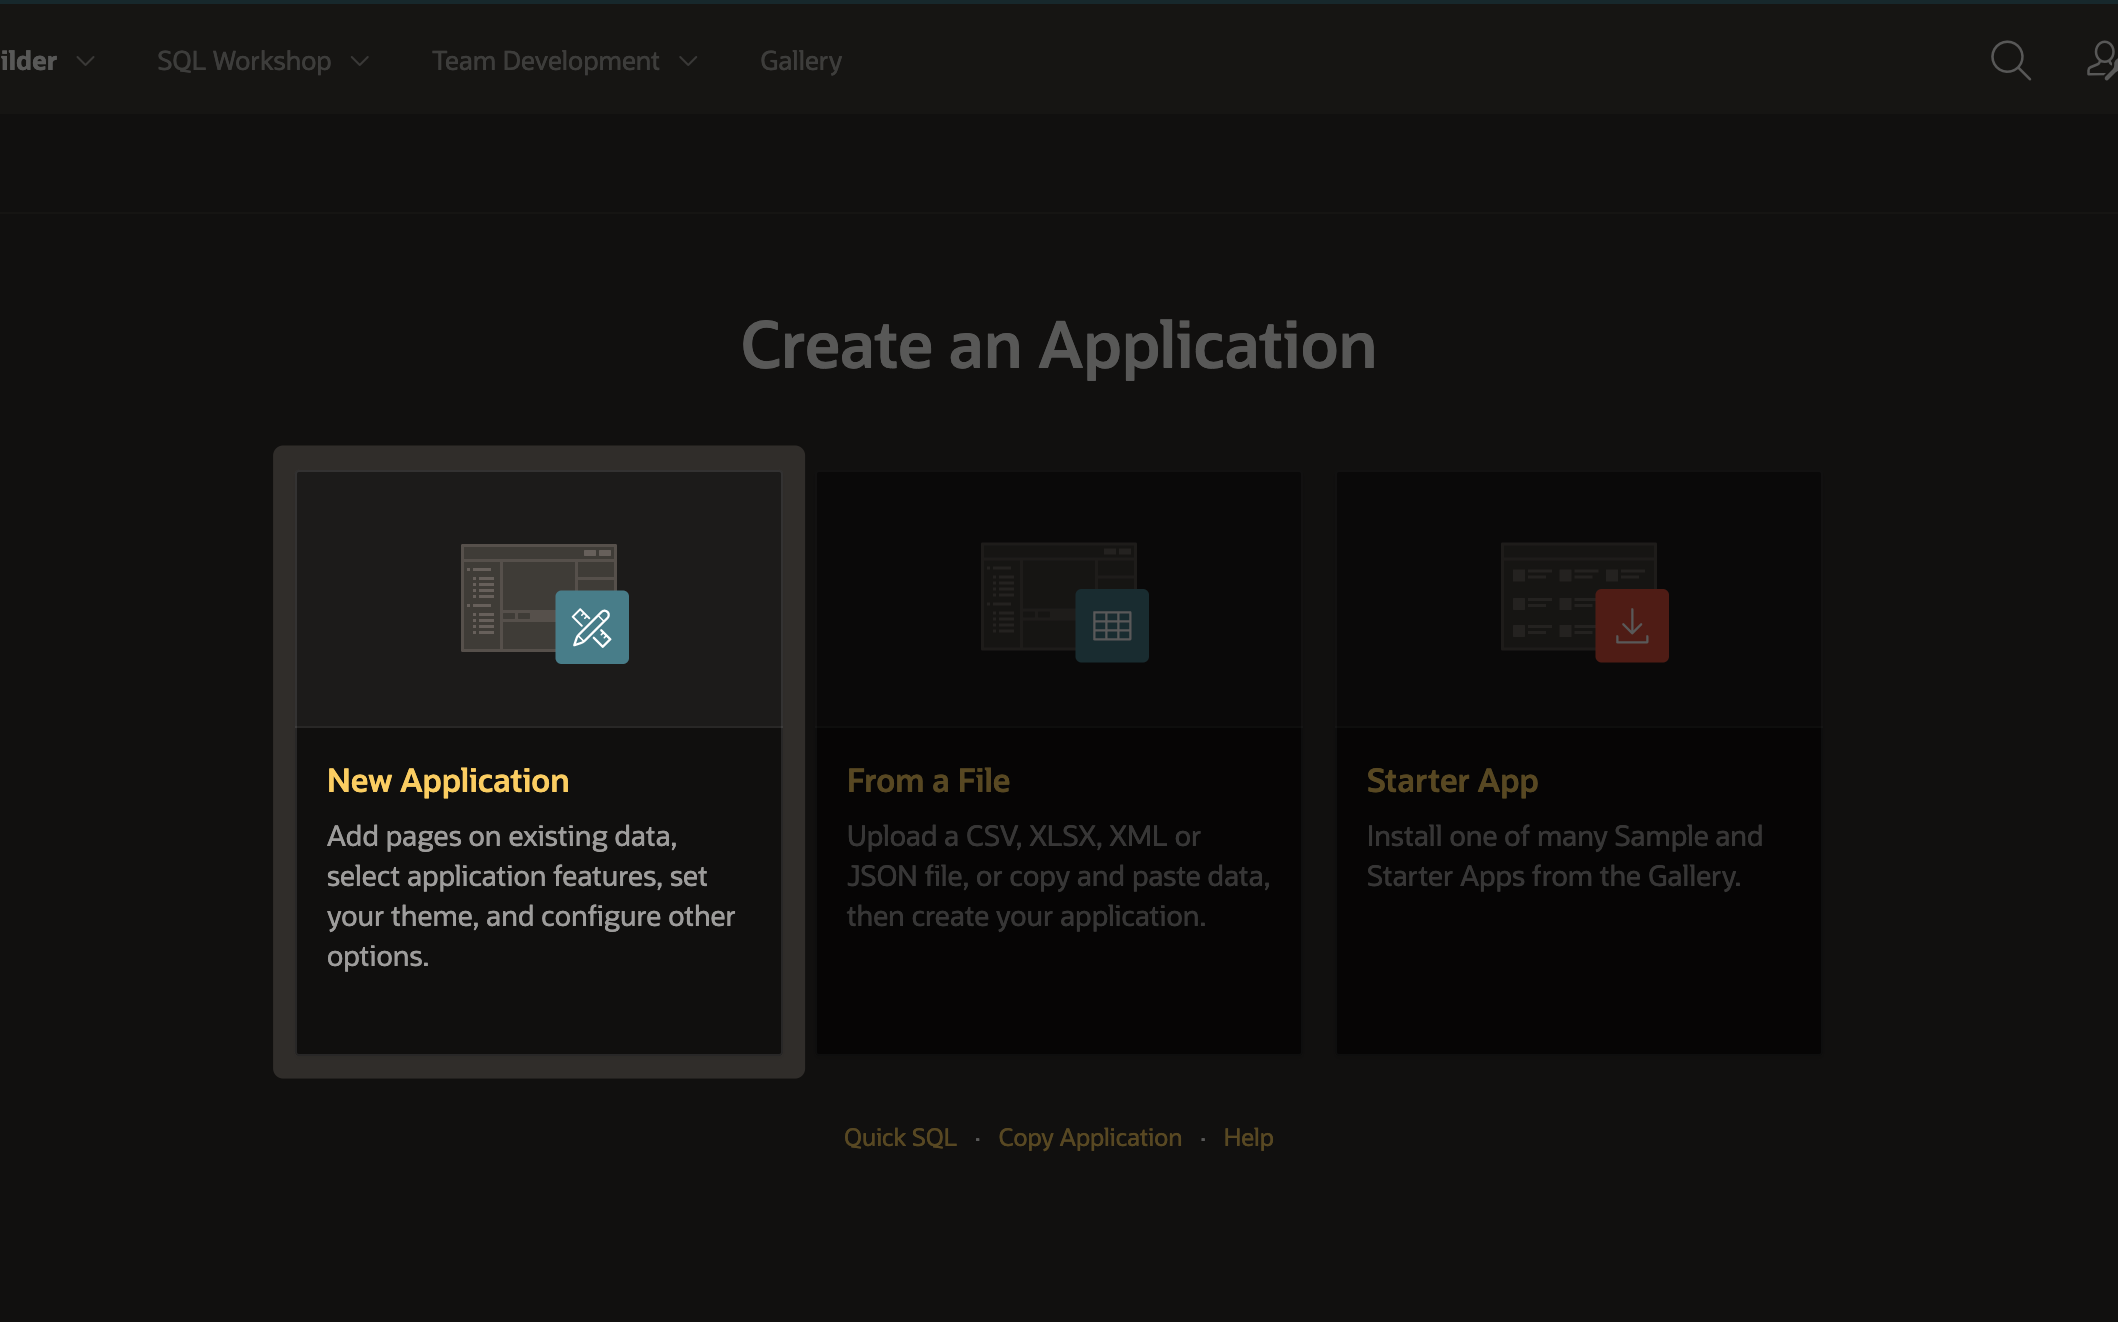 ilder
SQL Workshop
Team Development
Gallery
Create an Application
New Application
Add pages on existing data,
select application features, set
your theme, and configure other
options.
From a File
Upload a CSV, XLSX, XML or
JSON file, or copy and paste data,
then create your application.
Starter App
Install one of many Sample and
Starter Apps from the Gallery.
Quick SQL · Copy Application · Help